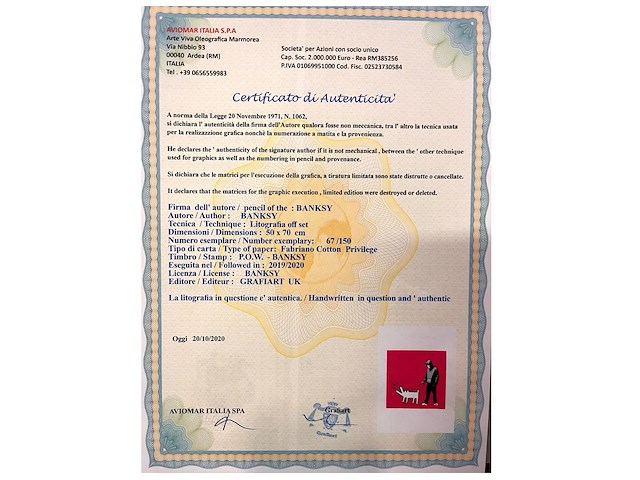 AVIOMAR ITALIA S.P.A
Arte Viva Oleografica Marmorea
Via Nibbio 93
00040 Ardea (RM)
ITALIA
Tel . +39 0656559983
Societa' per Azioni con socio unico
Cap. Soc. 2.000.000 Euro - Rea RM385256
P.IVA 01069951000 Cod. Fisc. 02523730584
Certificato di Autenticita'
A norma della Legge 20 Novembre 1971, N. 1062,
si dichiara l' autenticità della firma dell'Autore qualora fosse non meccanica, tra l' altro la tecnica usata
per la realizzazione grafica nonchè la numerazione a matita e la provenienza.
He declares the ' authenticity of the signature author if it is not mechanical , between the ' other technique
used for graphics as well as the numbering in pencil and provenance.
Si dichiara che le matrici per l'esecuzione della grafica, a tiratura limitata sono state distrutte o cancellate.
It declares that the matrices for the graphic execution , limited edition were destroyed or deleted.
Firma dell' autore / pencil of the : BANKSY
Autore / Author : BANKSY
Tecnica / Technique : Litografia off set
Dimensioni / Dimensions : 50 x 70 cm
Numero esemplare / Number exemplary: 67 /150
Tipo di carta / Type of paper: Fabriano Cotton Privilege
Timbro / Stamp : P.O.W. - BANKSY
Eseguita nel / Followed in : 2019/2020
Licenza / License : BANKSY
Editore / Editeur : GRAFIART UK
La litografia in questione e' autentica. / Handwritten in question and ' authentic
Oggi 20/10/2020
AVIOMAR ITALIA SPA
Grafiart
Grafiart